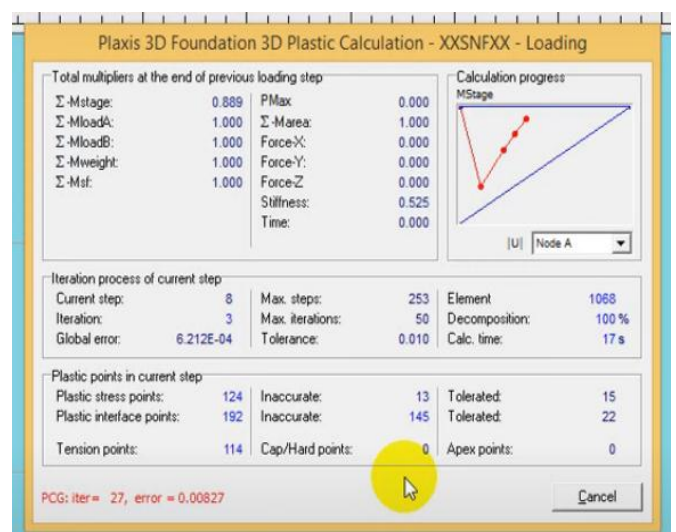 Plaxis 3D Foundation 3D Plastic Calculation - XXSNFXX - Loading
Total multipliers at the end of previous loading step
Σ-Mstage: 0.889 PMax 0.000
Σ-MloadA: 1.000 Σ-Marea: 1.000
Σ-MloadB: 1.000 Force-X: 0.000
Σ-Mweight: 1.000 Force-Y: 0.000
Σ-Msf: 1.000 Force-Z 0.000
Stiffness: 0.525
Time: 0.000
Calculation progress
MStage
|U| Node A
Iteration process of current step
Current step: 8 Max. steps: 253 Element 1068
Iteration: 3 Max. iterations: 50 Decomposition: 100 %
Global error: 6.212E-04 Tolerance: 0.010 Calc. time: 17 s
Plastic points in current step
Plastic stress points: 124 Inaccurate: 13 Tolerated: 15
Plastic interface points: 192 Inaccurate: 145 Tolerated: 22
Tension points: 114 Cap/Hard points: 0 Apex points: 0
PCG: iter= 27, error = 0.00827
Cancel